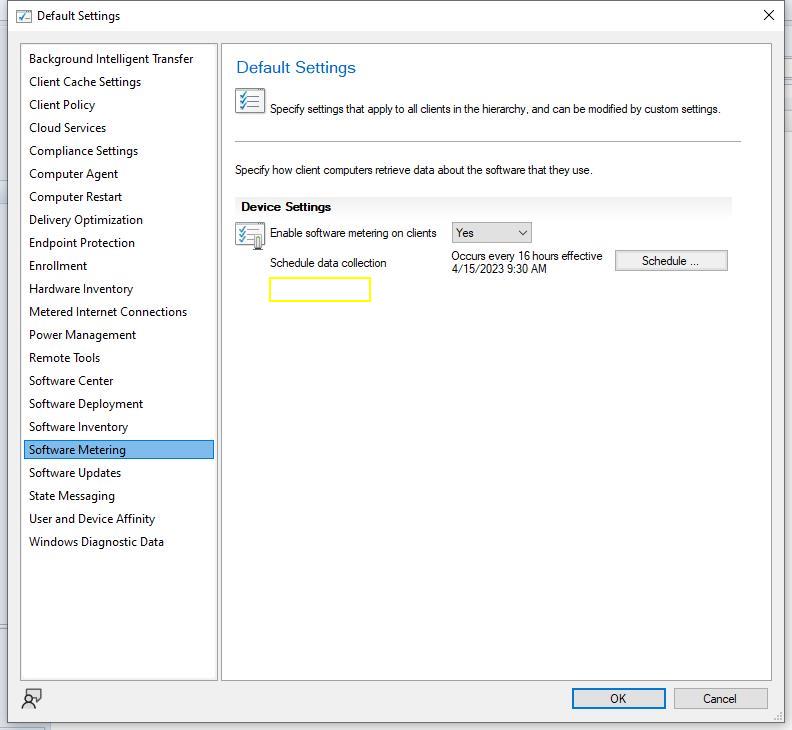 Default Settings
Background Intelligent Transfer
Client Cache Settings
Client Policy
Cloud Services
Compliance Settings
Computer Agent
Computer Restart
Delivery Optimization
Endpoint Protection
Enrollment
Hardware Inventory
Metered Internet Connections
Power Management
Remote Tools
Software Center
Software Deployment
Software Inventory
Software Metering
Software Updates
State Messaging
User and Device Affinity
Windows Diagnostic Data
Default Settings
Specify settings that apply to all clients in the hierarchy, and can be modified by custom settings.
Specify how client computers retrieve data about the software that they use.
Device Settings
Enable software metering on clients Yes
Schedule data collection
Occurs every 16 hours effective
4/15/2023 9:30 AM
Schedule ...
OK Cancel